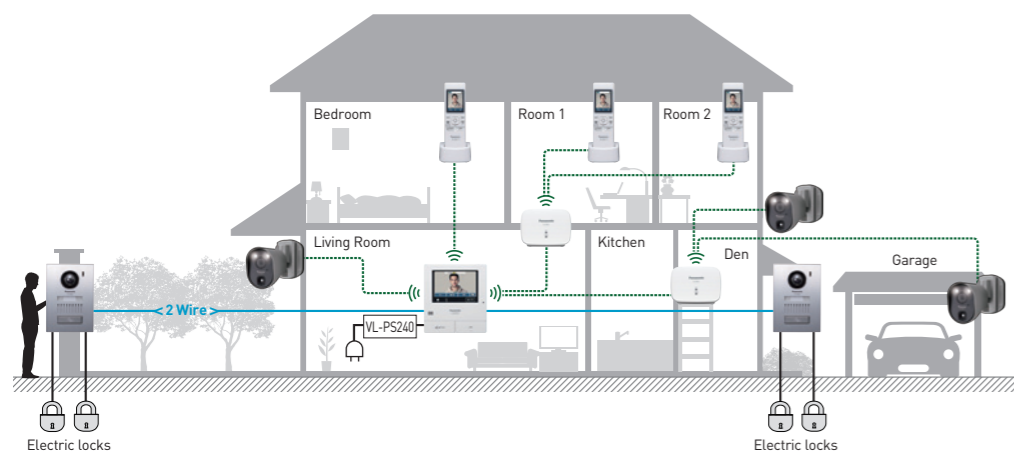 Bedroom
Room 1
Room 2
Living Room
Kitchen
Den
Garage
< 2 Wire >
VL-PS240
Electric locks
Electric locks